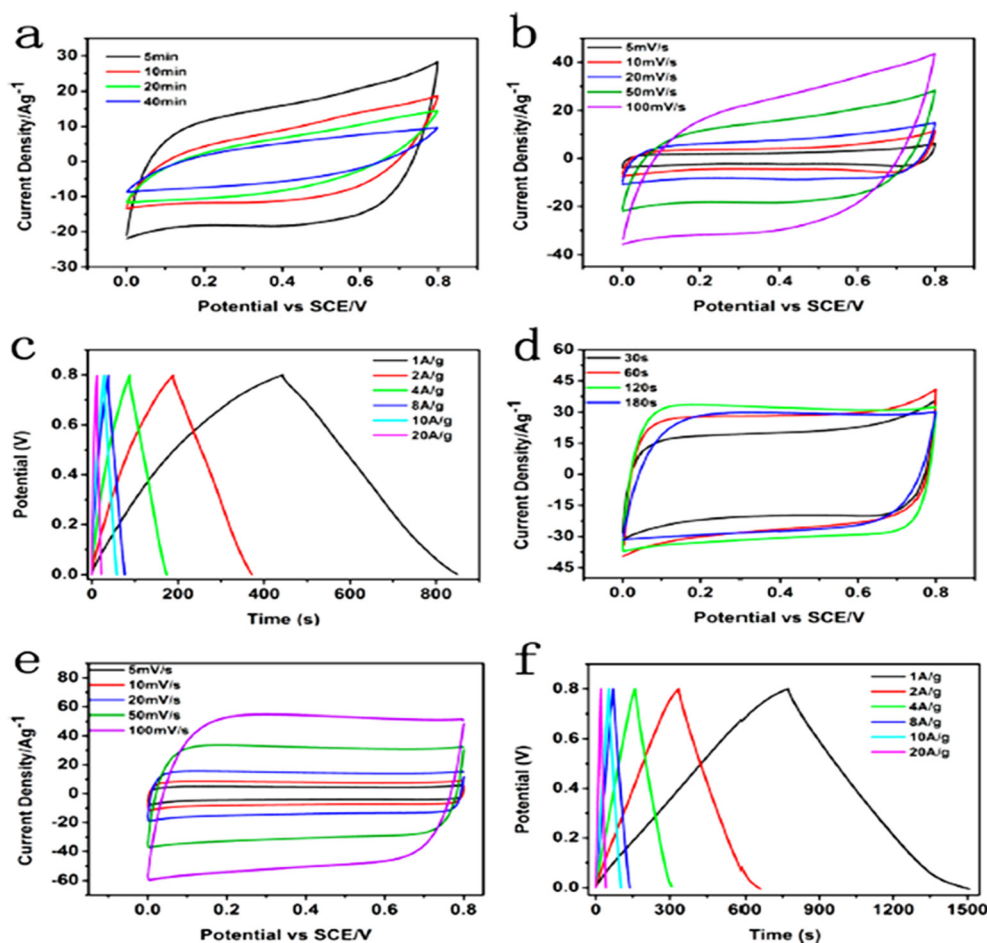 a
5min
10min
20min
40min
Current Density/Ag-1
30
20
10
0
-10
-20
-30
0.0 0.2 0.4 0.6 0.8
Potential vs SCE/V
b
5mV/s
10mV/s
20mV/s
50mV/s
100mV/s
Current Density/Ag-1
40
20
0
-20
-40
0.0 0.2 0.4 0.6 0.8
Potential vs SCE/V
c
1A/g
2A/g
4A/g
8A/g
10A/g
20A/g
Potential (V)
0.8
0.6
0.4
0.2
0.0
0 200 400 600 800
Time (s)
d
30s
60s
120s
180s
Current Density/Ag-1
60
45
30
15
0
-15
-30
-45
0.0 0.2 0.4 0.6 0.8
Potential vs SCE/V
e
5mV/s
10mV/s
20mV/s
50mV/s
100mV/s
Current Density/Ag-1
80
60
40
20
0
-20
-40
-60
0.0 0.2 0.4 0.6 0.8
Potential vs SCE/V
f
1A/g
2A/g
4A/g
8A/g
10A/g
20A/g
Potential (V)
0.8
0.6
0.4
0.2
0.0
0 300 600 900 1200 1500
Time (s)